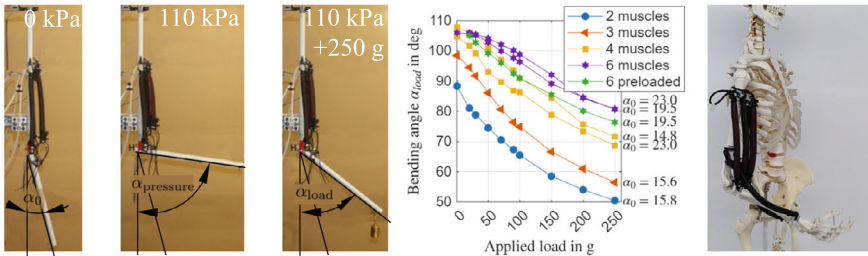 0 kPa
110 kPa
110 kPa
+250 g
α0
αpressure
αload
Bending angle αload in deg
110
100
90
80
70
60
50
0
50
100
150
200
250
Applied load in g
2 muscles
3 muscles
4 muscles
6 muscles
6 preloaded
α0 = 23.0
α0 = 19.5
α0 = 19.5
α0 = 14.8
α0 = 23.0
α0 = 15.6
α0 = 15.8